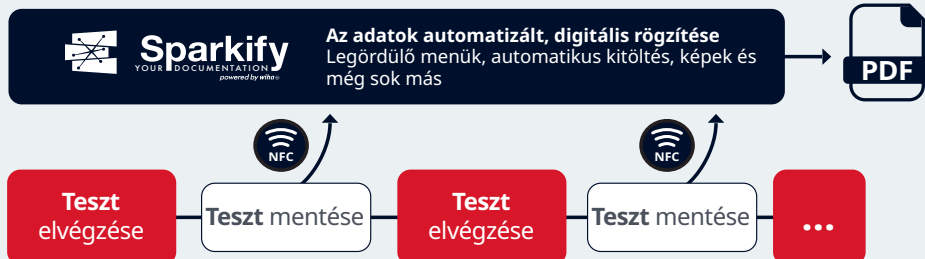 Sparkify
YOUR DOCUMENTATION
powered by wiha
Az adatok automatizált, digitális rögzítése
Legördülő menük, automatikus kitöltés, képek és
még sok más
PDF
NFC
NFC
Teszt
elvégzése
Teszt mentése
Teszt
elvégzése
Teszt mentése
...